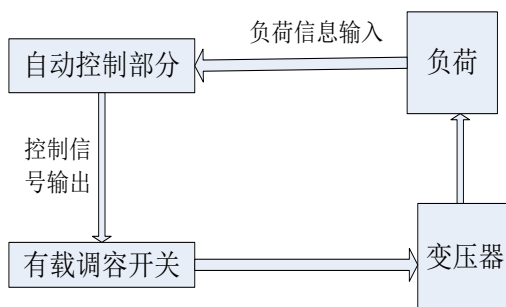 负荷信息输入
自动控制部分
负荷
控制信
号输出
有载调容开关
变压器